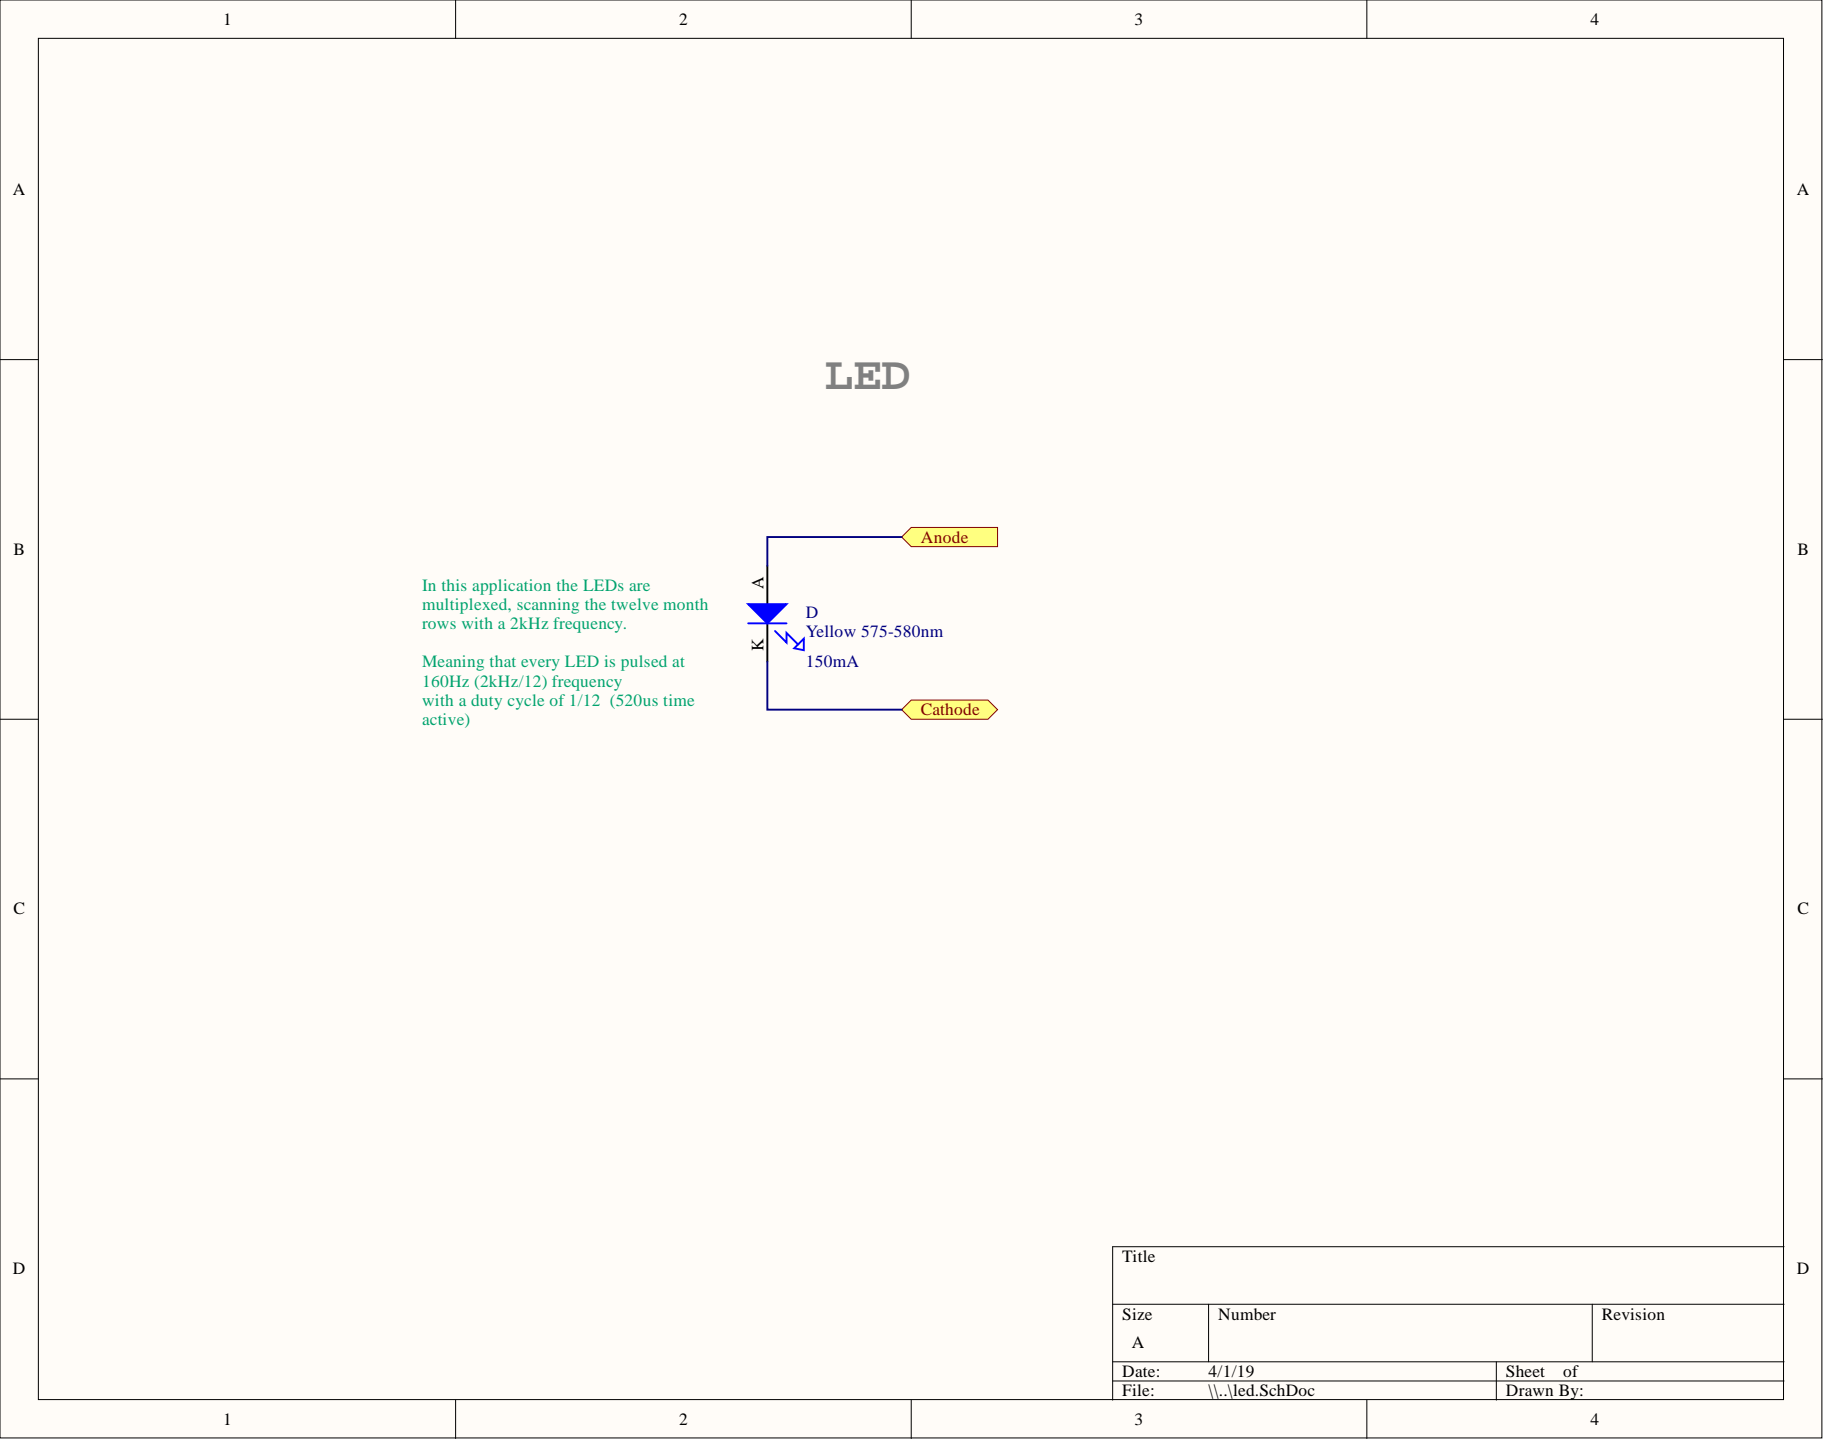 1 2 3 4
A A
LED
Anode
B B
In this application the LEDs are
multiplexed, scanning the twelve month
rows with a 2kHz frequency.
A
D
Yellow 575-580nm
K
150mA
Meaning that every LED is pulsed at
160Hz (2kHz/12) frequency
with a duty cycle of 1/12  (520us time
active)
Cathode
C C
D D
Title
Size Number Revision
A
Date: 4/1/19 Sheet of
File: \\..\led.SchDoc Drawn By:
1 2 3 4